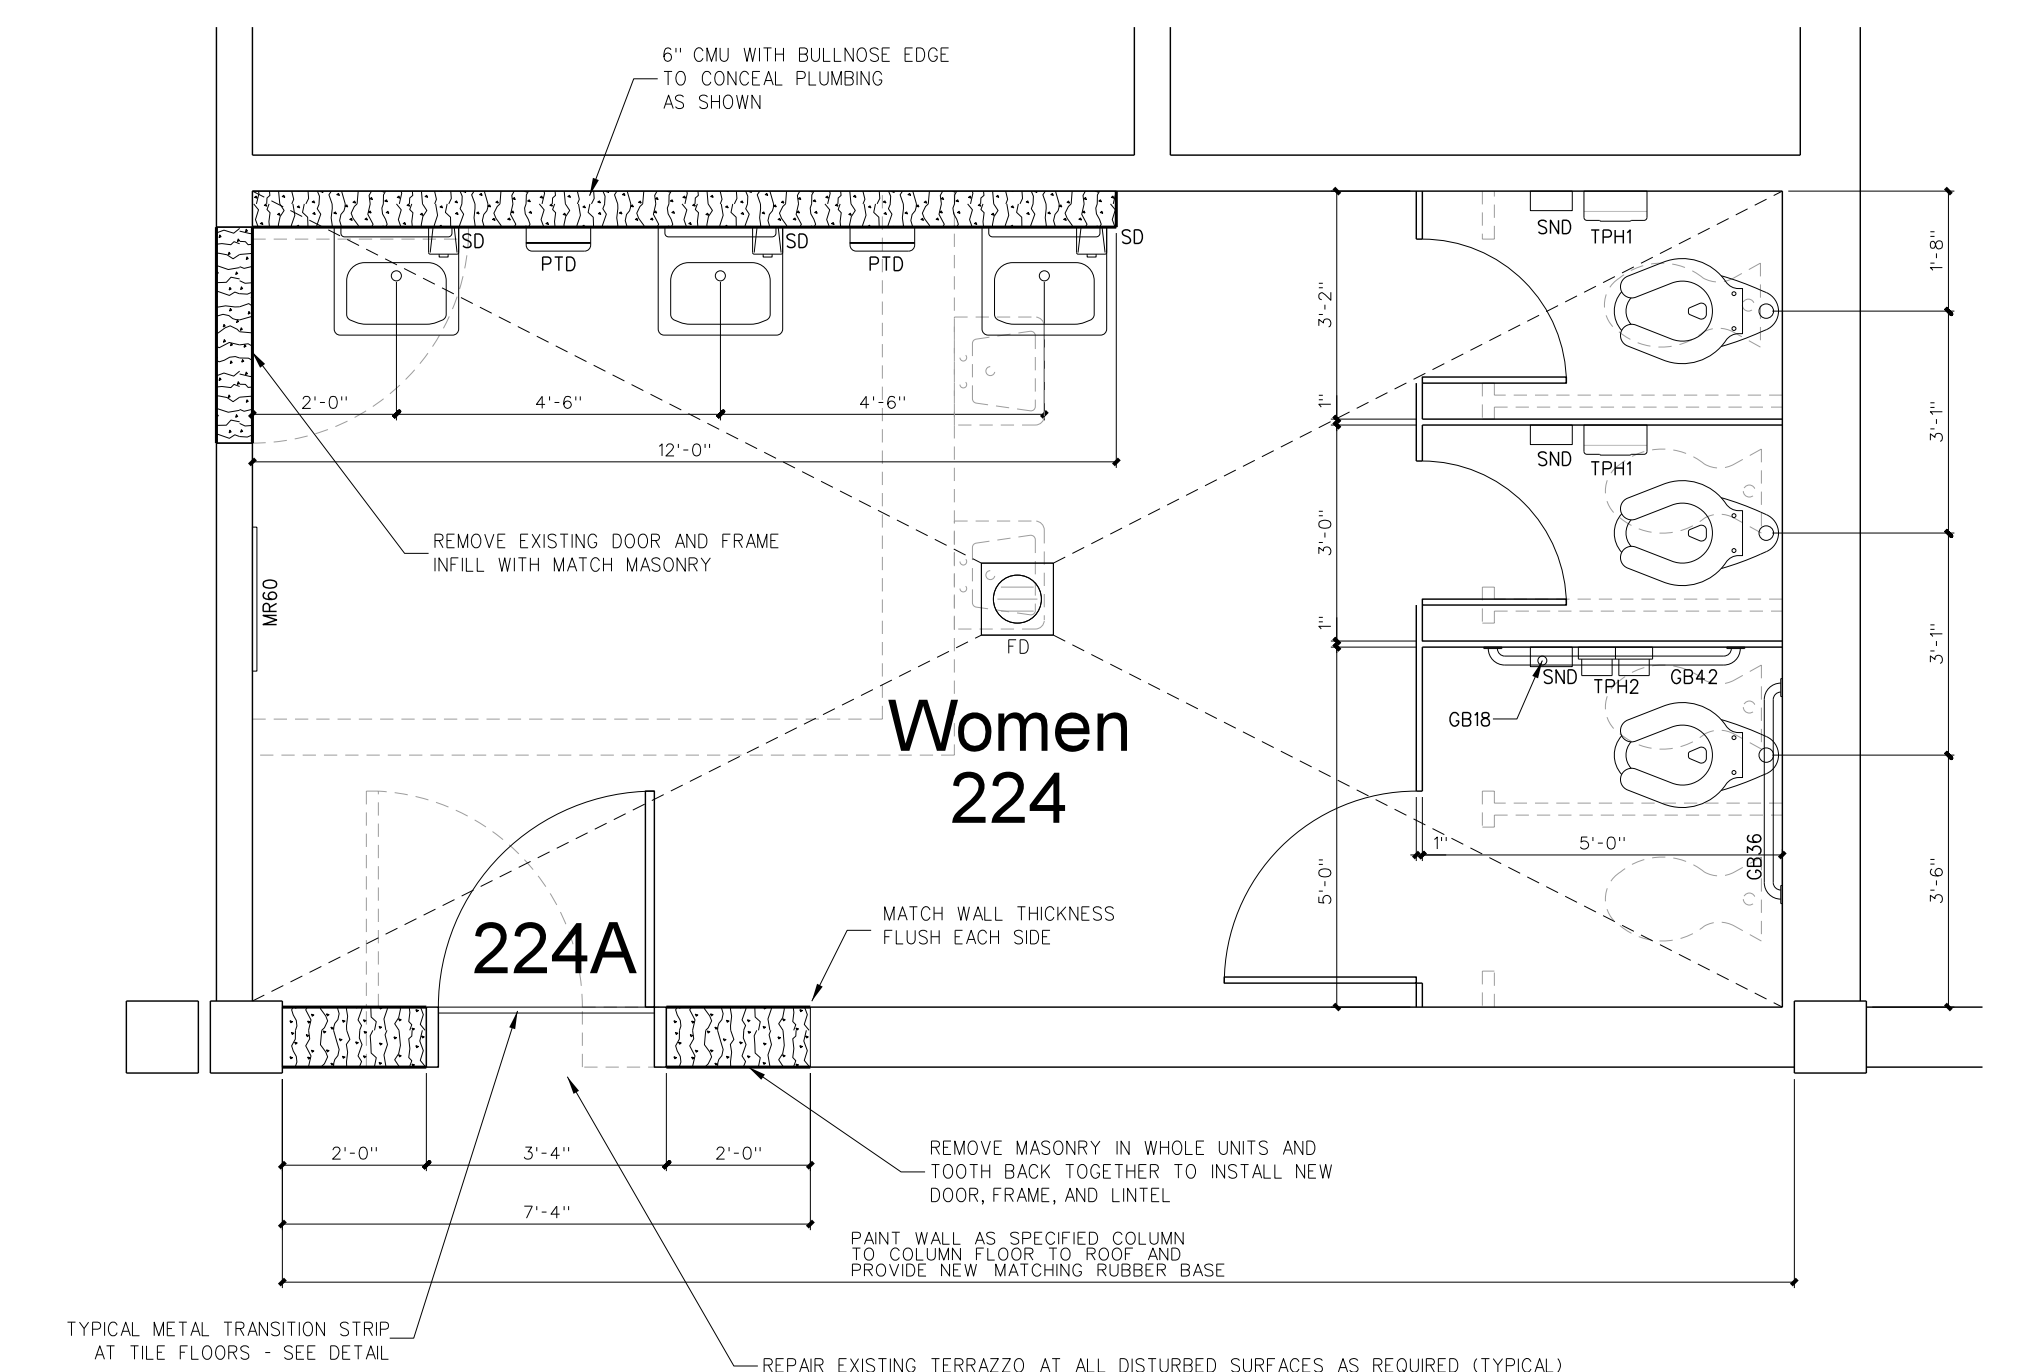 6" CMU WITH BULLNOSE EDGE
TO CONCEAL PLUMBING
AS SHOWN
SD
PTD
SD
PTD
SD
SND
TPH1
1'-8"
3'-2"
2'-0"
4'-6"
4'-6"
1"
3'-1"
12'-0"
SND
TPH1
REMOVE EXISTING DOOR AND FRAME
INFILL WITH MATCH MASONRY
3'-0"
MR60
FD
1"
3'-1"
SND
TPH2
GB42
GB18
Women
224
1"
5'-0"
GB36
5'-0"
3'-6"
224A
MATCH WALL THICKNESS
FLUSH EACH SIDE
2'-0"
3'-4"
2'-0"
REMOVE MASONRY IN WHOLE UNITS AND
TOOTH BACK TOGETHER TO INSTALL NEW
DOOR, FRAME, AND LINTEL
7'-4"
PAINT WALL AS SPECIFIED COLUMN
TO COLUMN FLOOR TO ROOF AND
PROVIDE NEW MATCHING RUBBER BASE
TYPICAL METAL TRANSITION STRIP
AT TILE FLOORS - SEE DETAIL
REPAIR EXISTING TERRAZZO AT ALL DISTURBED SURFACES AS REQUIRED (TYPICAL)